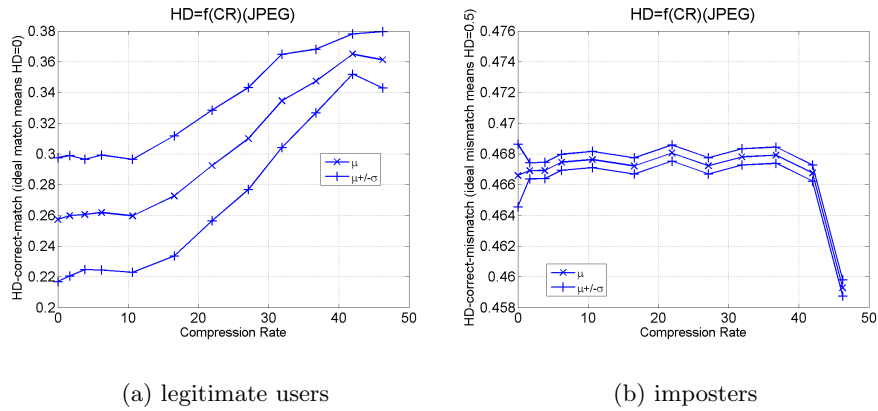 HD=f(CR)(JPEG)
HD-correct-match (ideal match means HD=0)
0.38
0.36
0.34
0.32
0.3
0.28
0.26
0.24
0.22
0.2
0 10 20 30 40 50
Compression Rate
μ
μ+/-σ
(a) legitimate users
HD=f(CR)(JPEG)
HD-correct-mismatch (ideal mismatch means HD=0.5)
0.476
0.474
0.472
0.47
0.468
0.466
0.464
0.462
0.46
0.458
0 10 20 30 40 50
Compression Rate
μ
μ+/-σ
(b) imposters